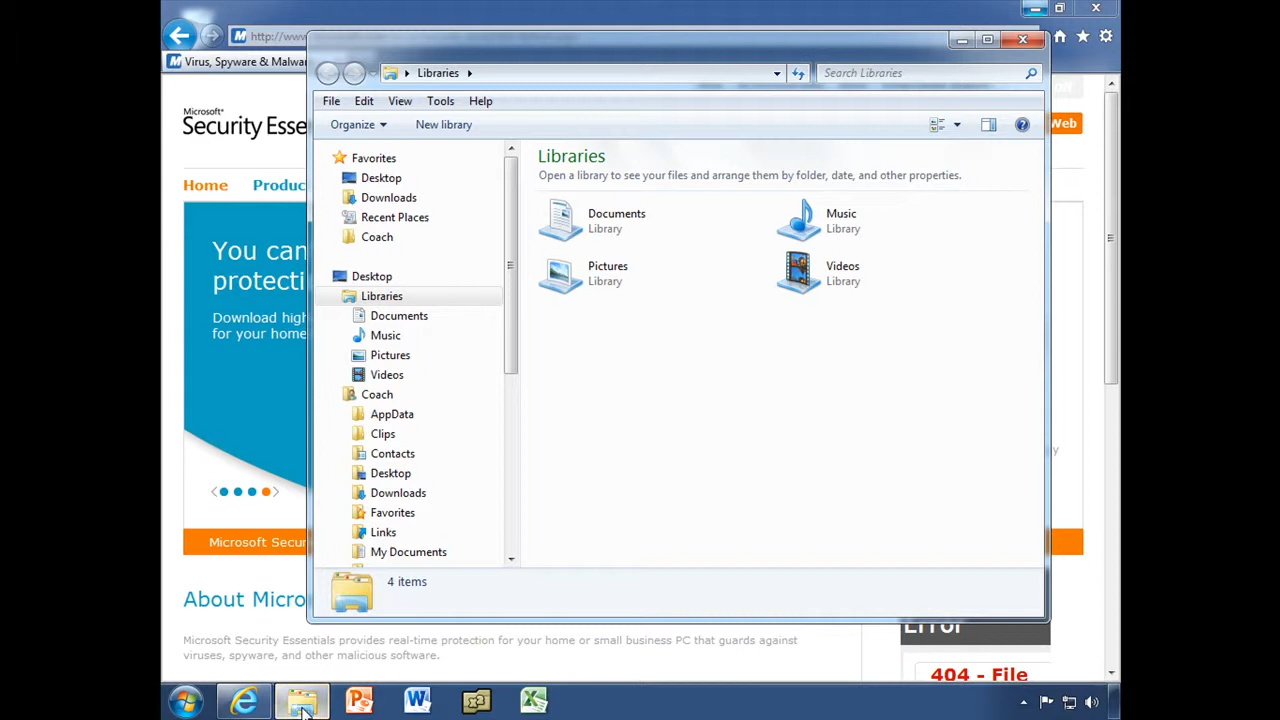 http://www.
Virus, Spyware & Malwa
Libraries
Search Libraries
File Edit View Tools Help
Organize New library
Microsoft®
Security Essentials
Web
Home Produc
Favorites
Desktop
Downloads
Recent Places
Coach
Desktop
Libraries
Documents
Music
Pictures
Videos
Coach
AppData
Clips
Contacts
Desktop
Downloads
Favorites
Links
My Documents
Libraries
Open a library to see your files and arrange them by folder, date, and other properties.
Documents
Library
Music
Library
Pictures
Library
Videos
Library
4 items
You can
protecti
Download high
for your home
Microsoft Secur
About Micro
Microsoft Security Essentials provides real-time protection for your home or small business PC that guards against
viruses, spyware, and other malicious software.
Error
404 - File